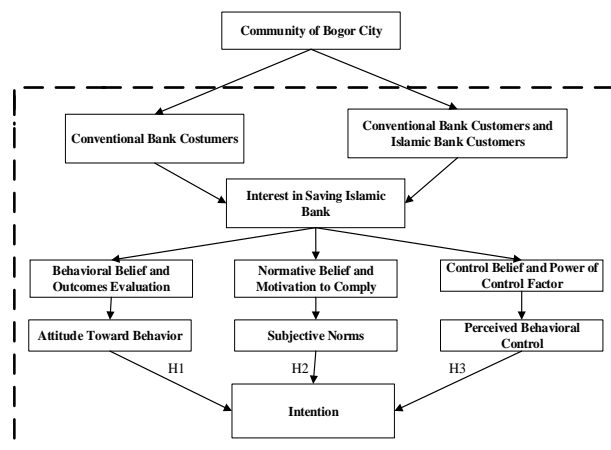 Community of Bogor City
Conventional Bank Costumers
Conventional Bank Customers and
Islamic Bank Customers
Interest in Saving Islamic
Bank
Behavioral Belief and
Outcomes Evaluation
Normative Belief and
Motivation to Comply
Control Belief and Power of
Control Factor
Attitude Toward Behavior
Subjective Norms
Perceived Behavioral
Control
H1
H2
H3
Intention